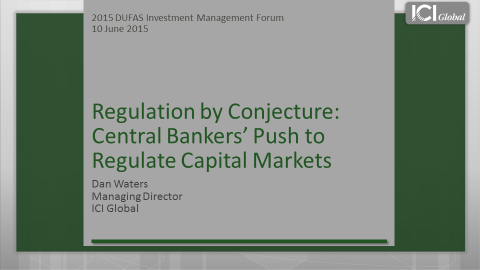 2015 DUFAS Investment Management Forum
10 June 2015
ICI Global
Regulation by Conjecture:
Central Bankers’ Push to
Regulate Capital Markets
Dan Waters
Managing Director
ICI Global